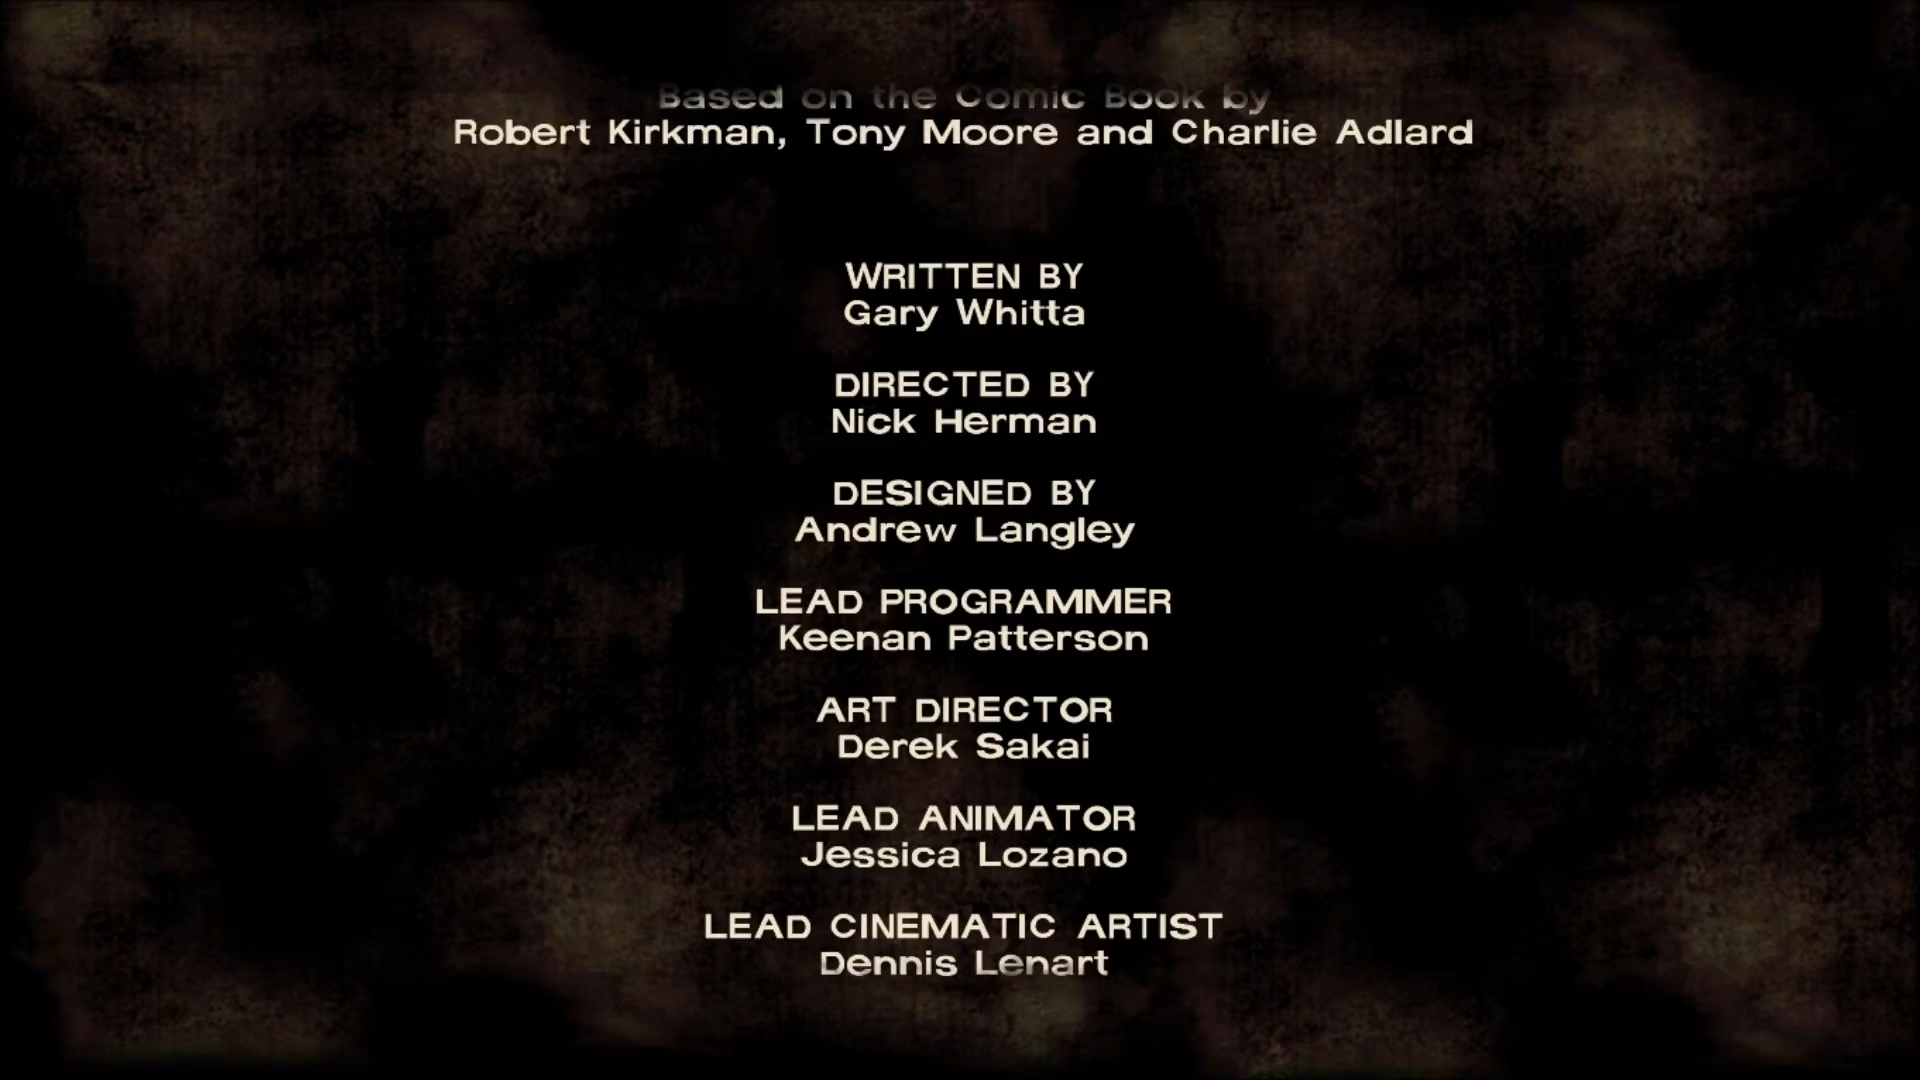 Based on the Comic Book by
Robert Kirkman, Tony Moore and Charlie Adlard
WRITTEN BY
Gary Whitta
DIRECTED BY
Nick Herman
DESIGNED BY
Andrew Langley
LEAD PROGRAMMER
Keenan Patterson
ART DIRECTOR
Derek Sakai
LEAD ANIMATOR
Jessica Lozano
LEAD CINEMATIC ARTIST
Dennis Lenart